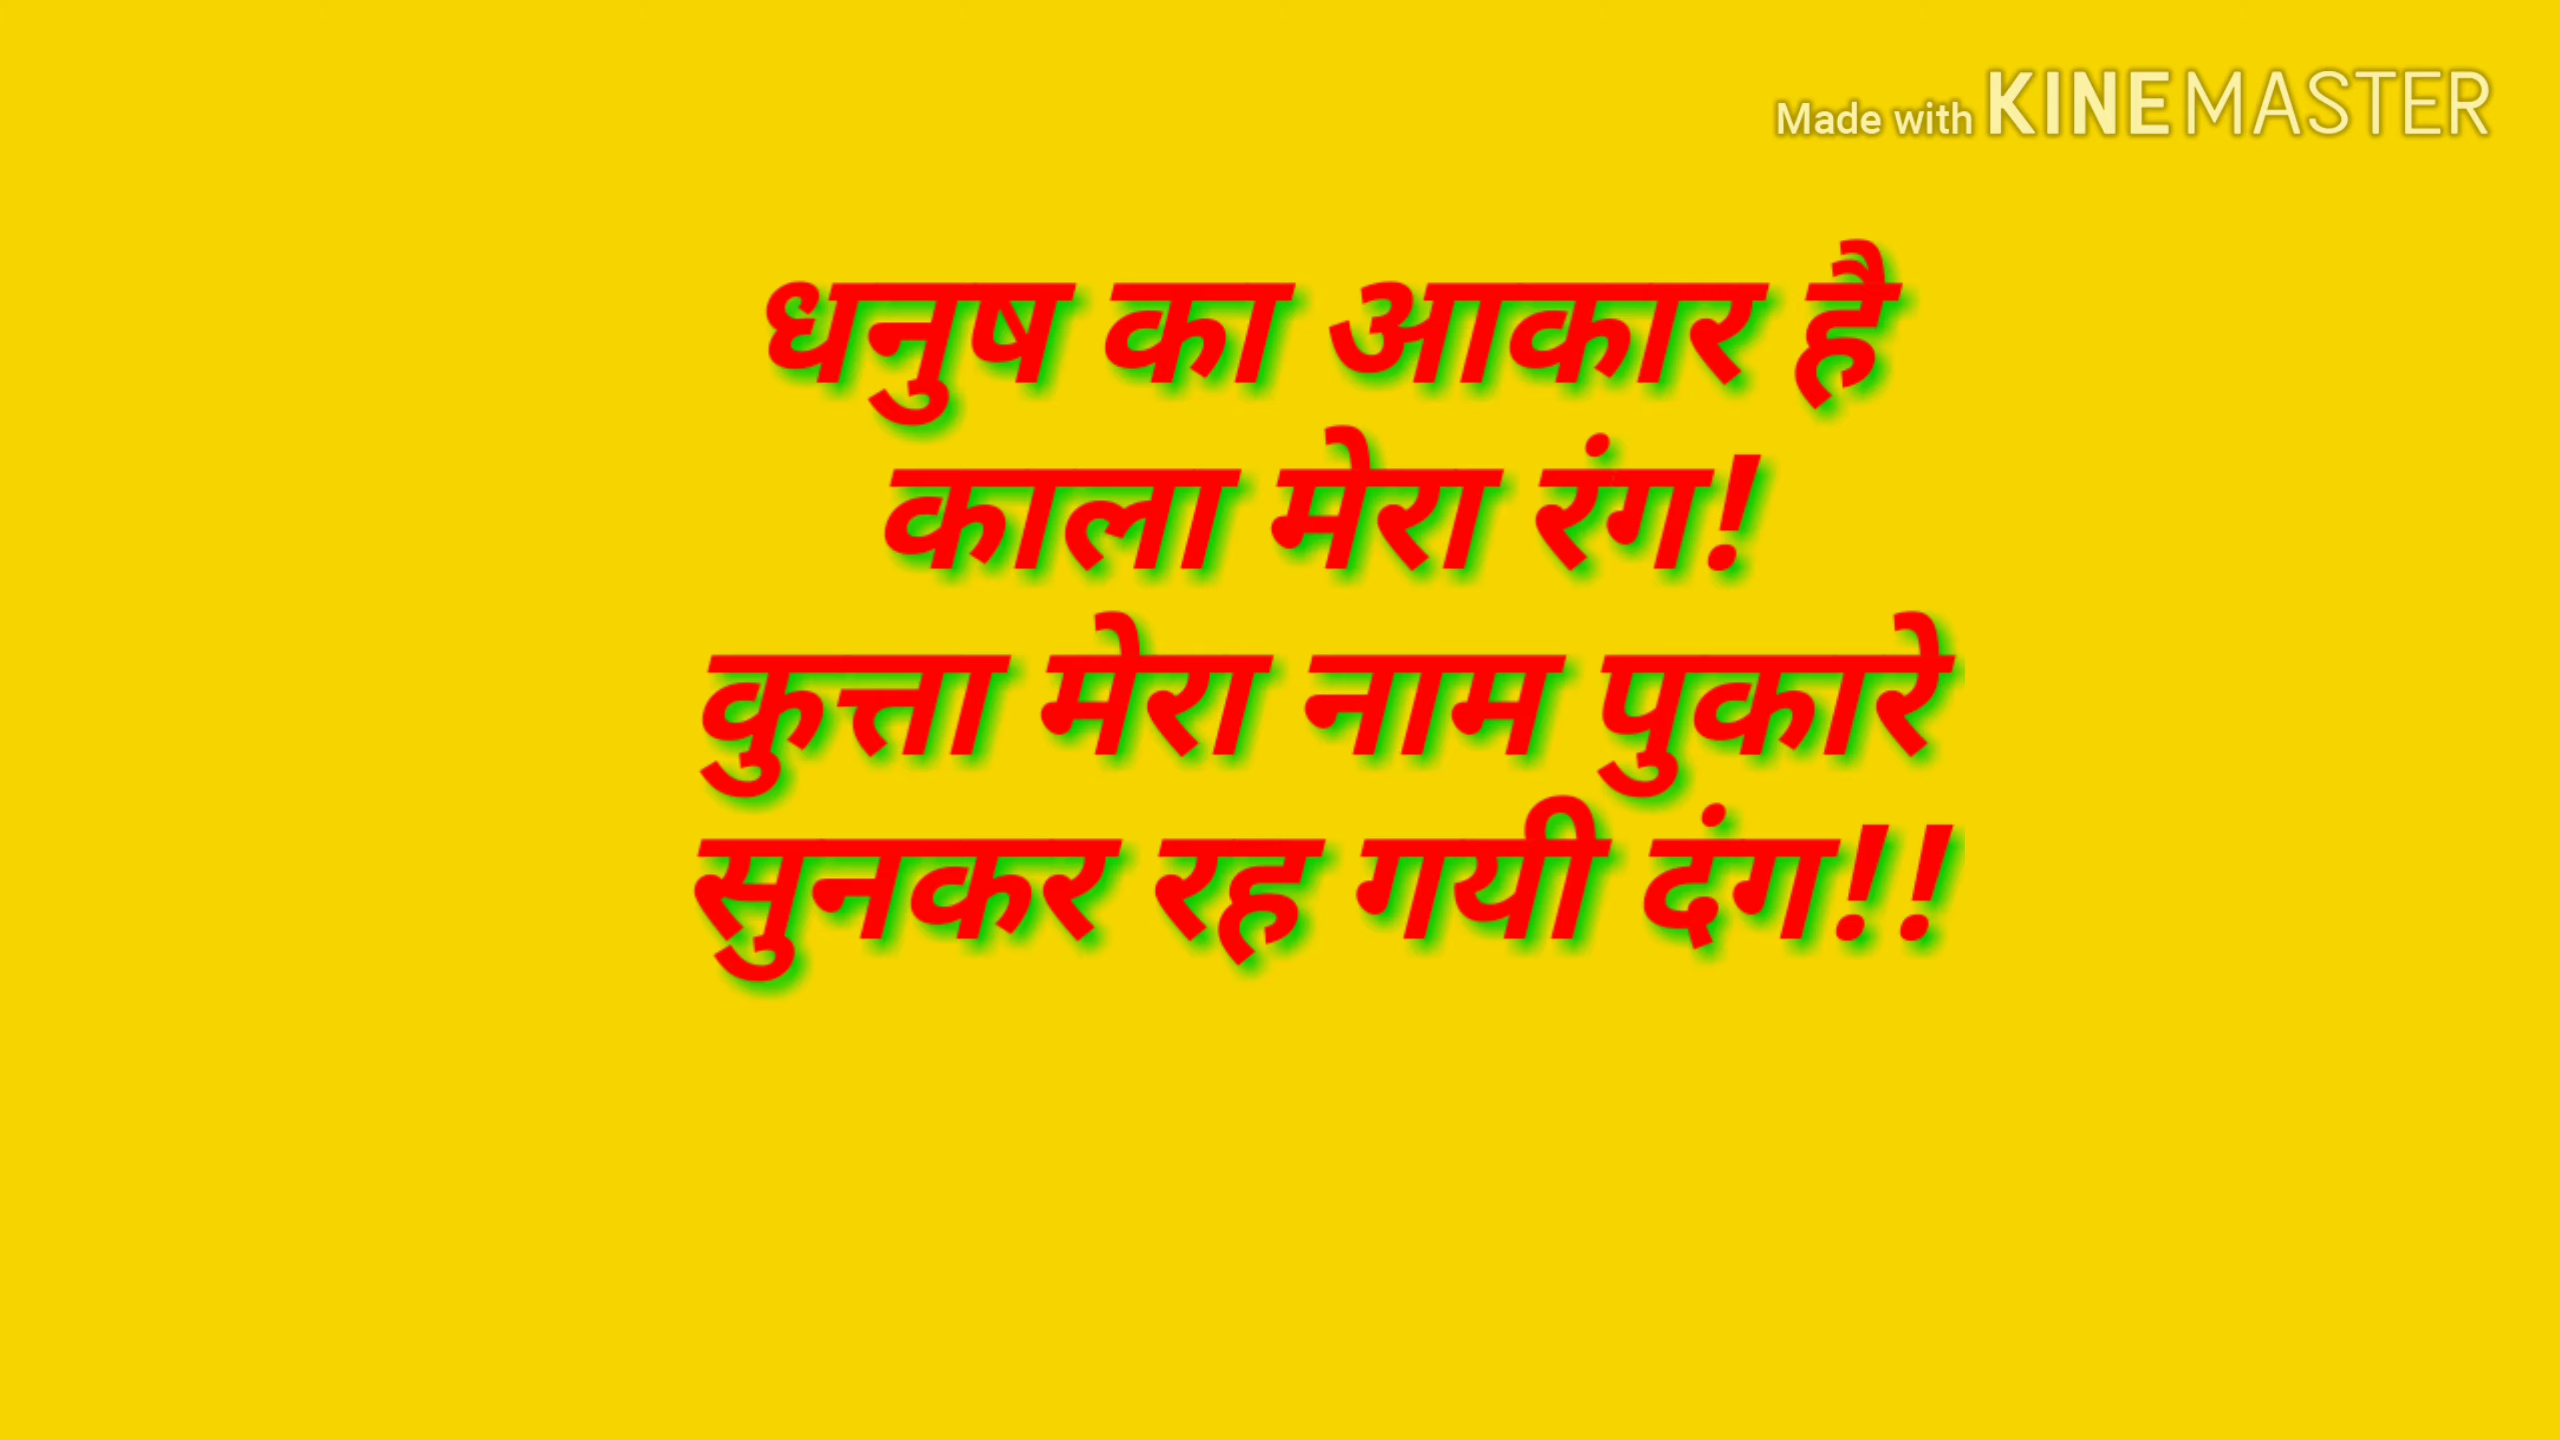 Made with KINEMASTER
धनुष का आकार है
काला मेरा रंग!
कुत्ता मेरा नाम पुकारे
सुनकर रह गयी दंग!!